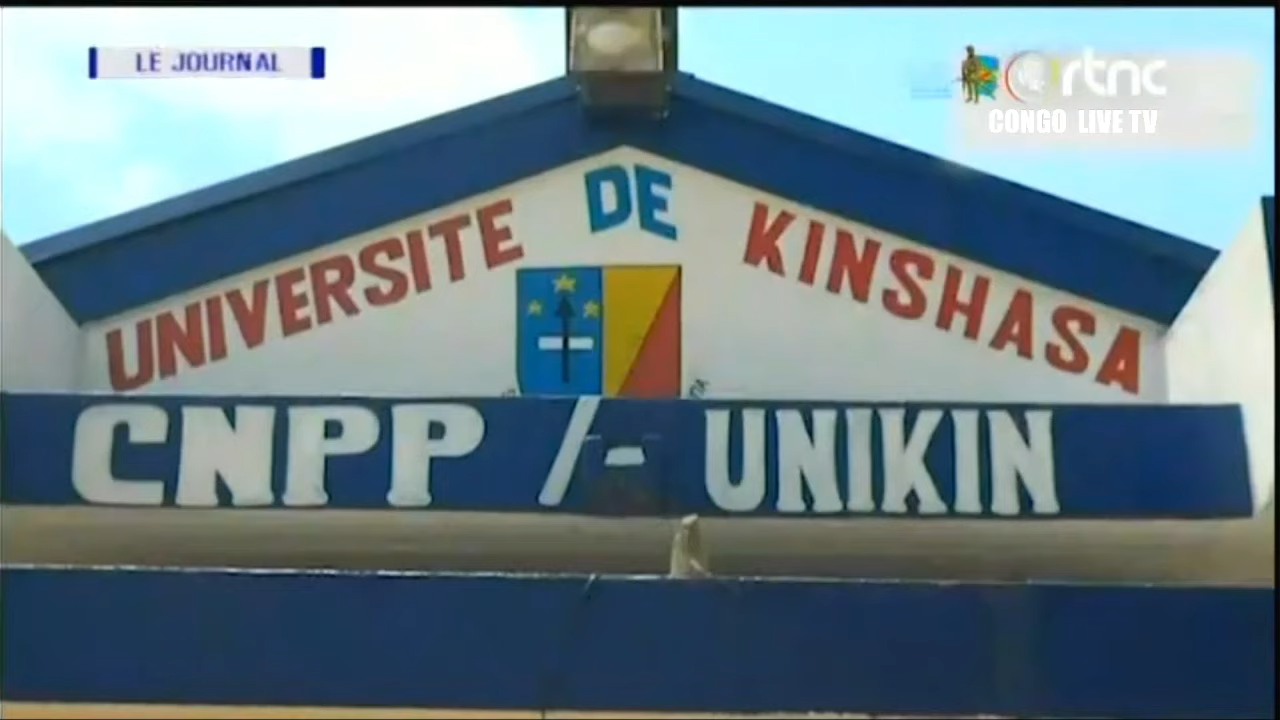 LE JOURNAL
rtnc
CONGO LIVE TV
UNIVERSITE DE KINSHASA
CNPP /- UNIKIN